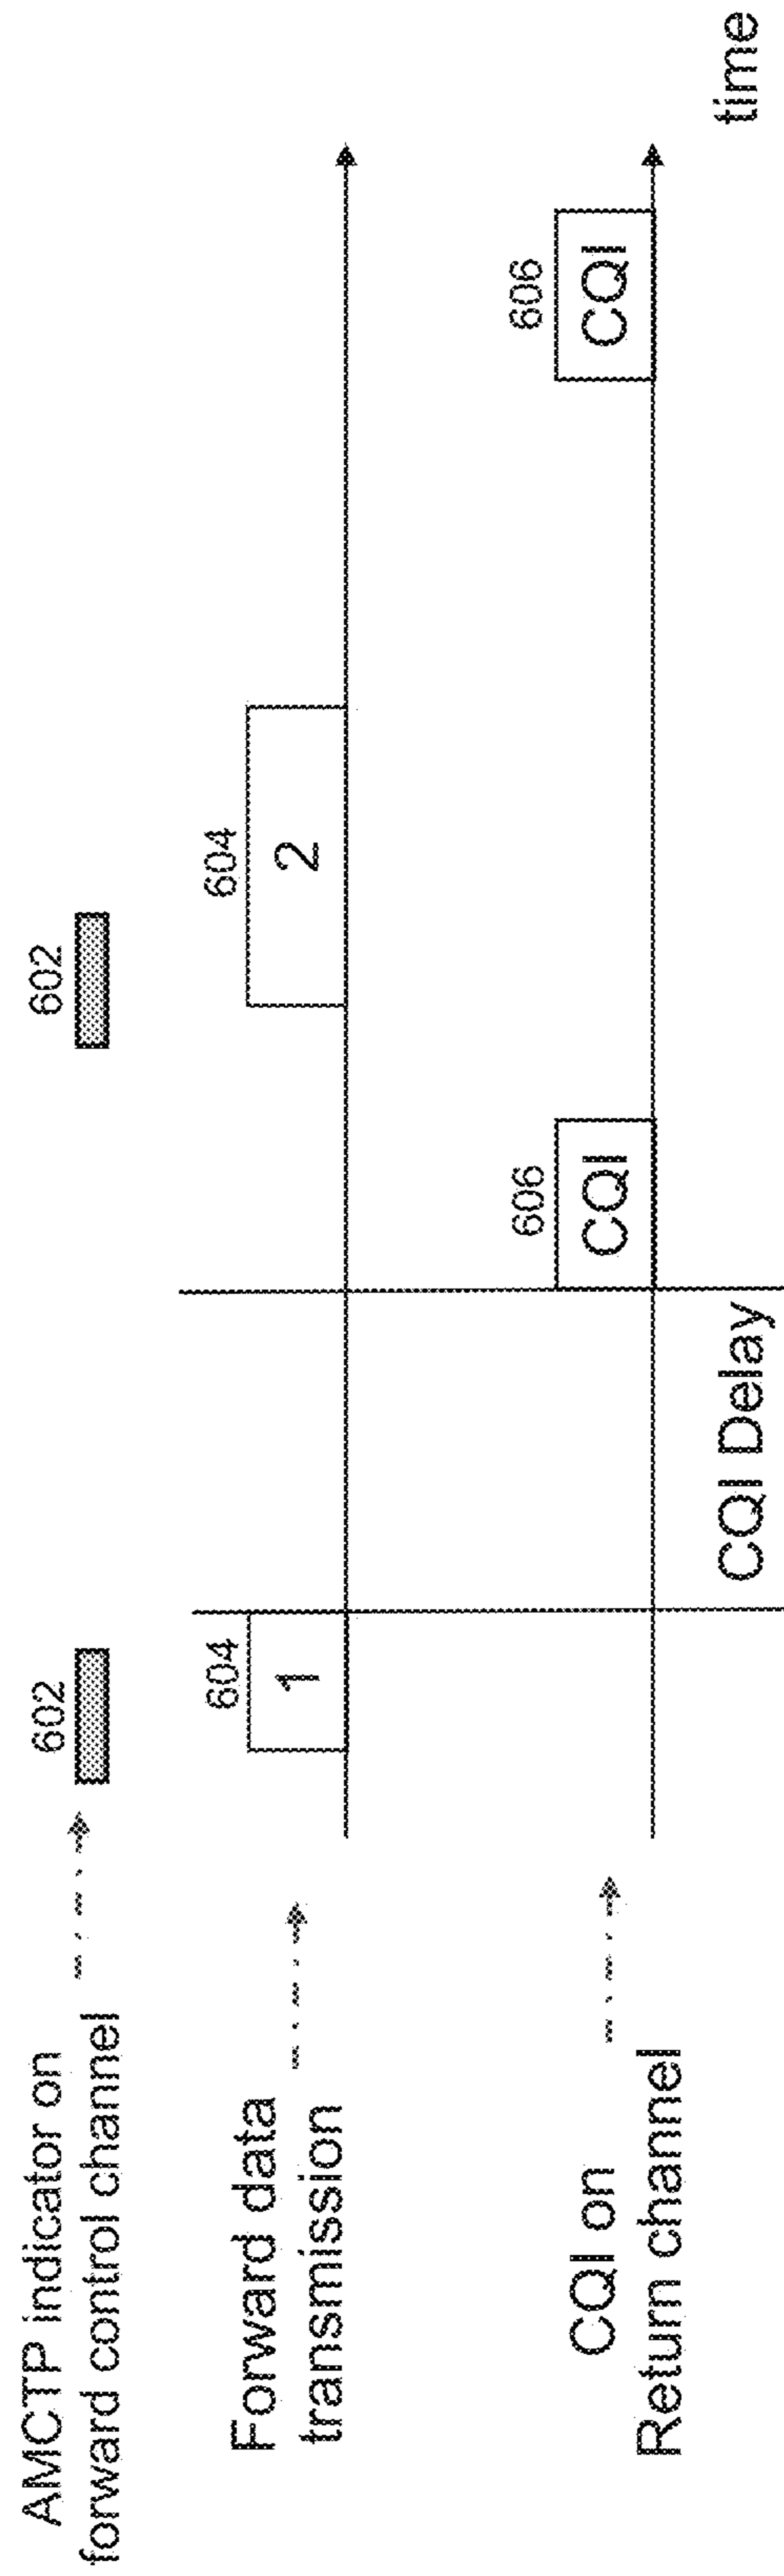 AMCTP indicator on
forward control channel
602
602
Forward data
transmission
604
1
604
2
CQI on
Return channel
606
CQI
606
CQI
CQI Delay
time